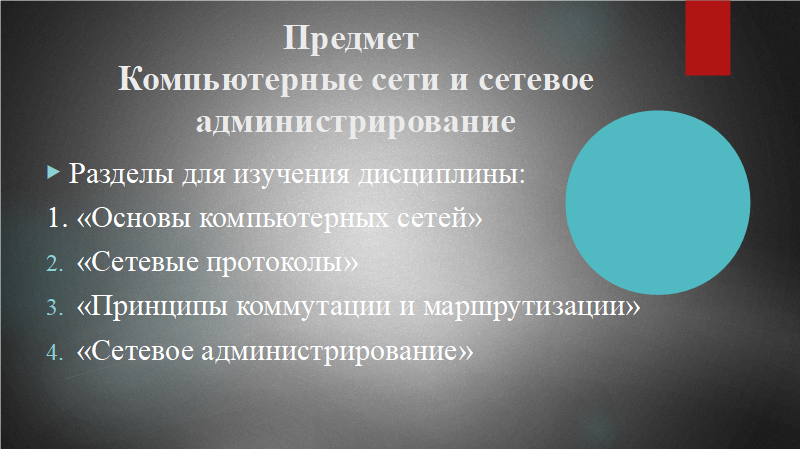 Предмет
Компьютерные сети и сетевое
администрирование
Разделы для изучения дисциплины:
1. «Основы компьютерных сетей»
2. «Сетевые протоколы»
3. «Принципы коммутации и маршрутизации»
4. «Сетевое администрирование»